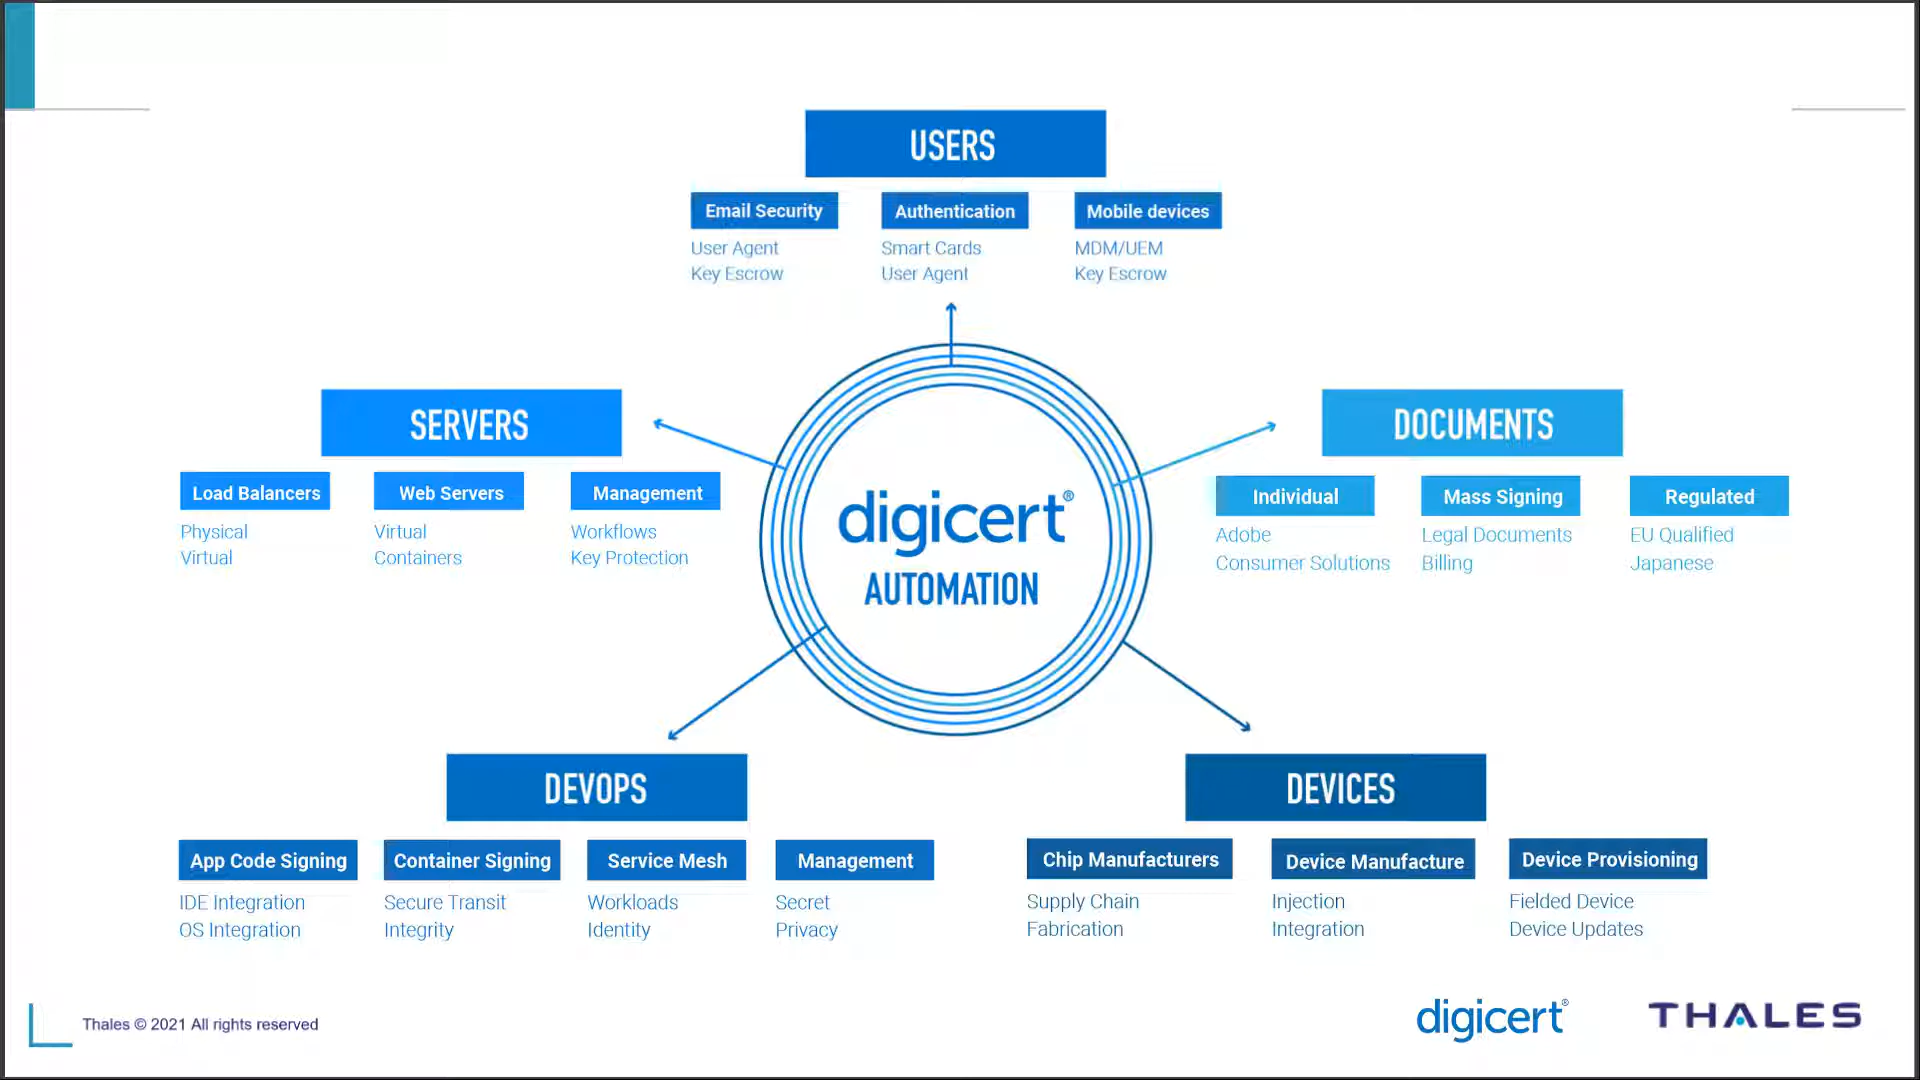 USERS
Email Security
Authentication
Mobile devices
User Agent
Key Escrow
Smart Cards
User Agent
MDM/UEM
Key Escrow
SERVERS
Load Balancers
Web Servers
Management
Physical
Virtual
Virtual
Containers
Workflows
Key Protection
digicert®
AUTOMATION
DOCUMENTS
Individual
Mass Signing
Regulated
Adobe
Consumer Solutions
Legal Documents
Billing
EU Qualified
Japanese
DEVOPS
App Code Signing
Container Signing
Service Mesh
Management
IDE Integration
OS Integration
Secure Transit
Integrity
Workloads
Identity
Secret
Privacy
DEVICES
Chip Manufacturers
Device Manufacture
Device Provisioning
Supply Chain
Fabrication
Injection
Integration
Fielded Device
Device Updates
Thales © 2021 All rights reserved
digicert®
THALES